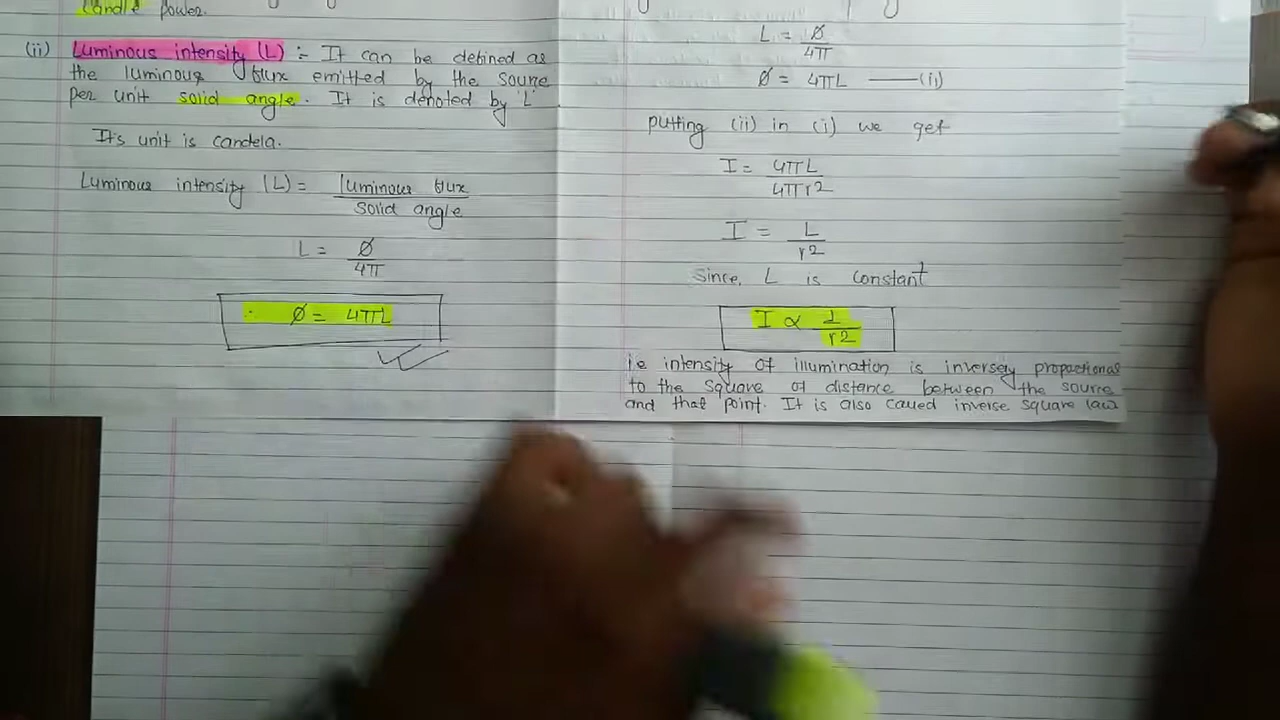 candle power.
(ii) Luminous intensity (L) :- It can be defined as
the luminous flux emitted by the source
per unit solid angle. It is denoted by 'L'
It's unit is candela.
Luminous intensity (L) = Luminous flux
solid angle
L = Ø
4π
∴ Ø = 4πL
L = Ø
4π
Ø = 4πL ——(ii)
putting (ii) in (i) we get
I = 4πL
4πr2
I = L
r2
Since, L is constant
I ∝ 1
r2
i.e intensity of illumination is inversey propotional
to the square of distance between the source
and that point. It is also called inverse square law